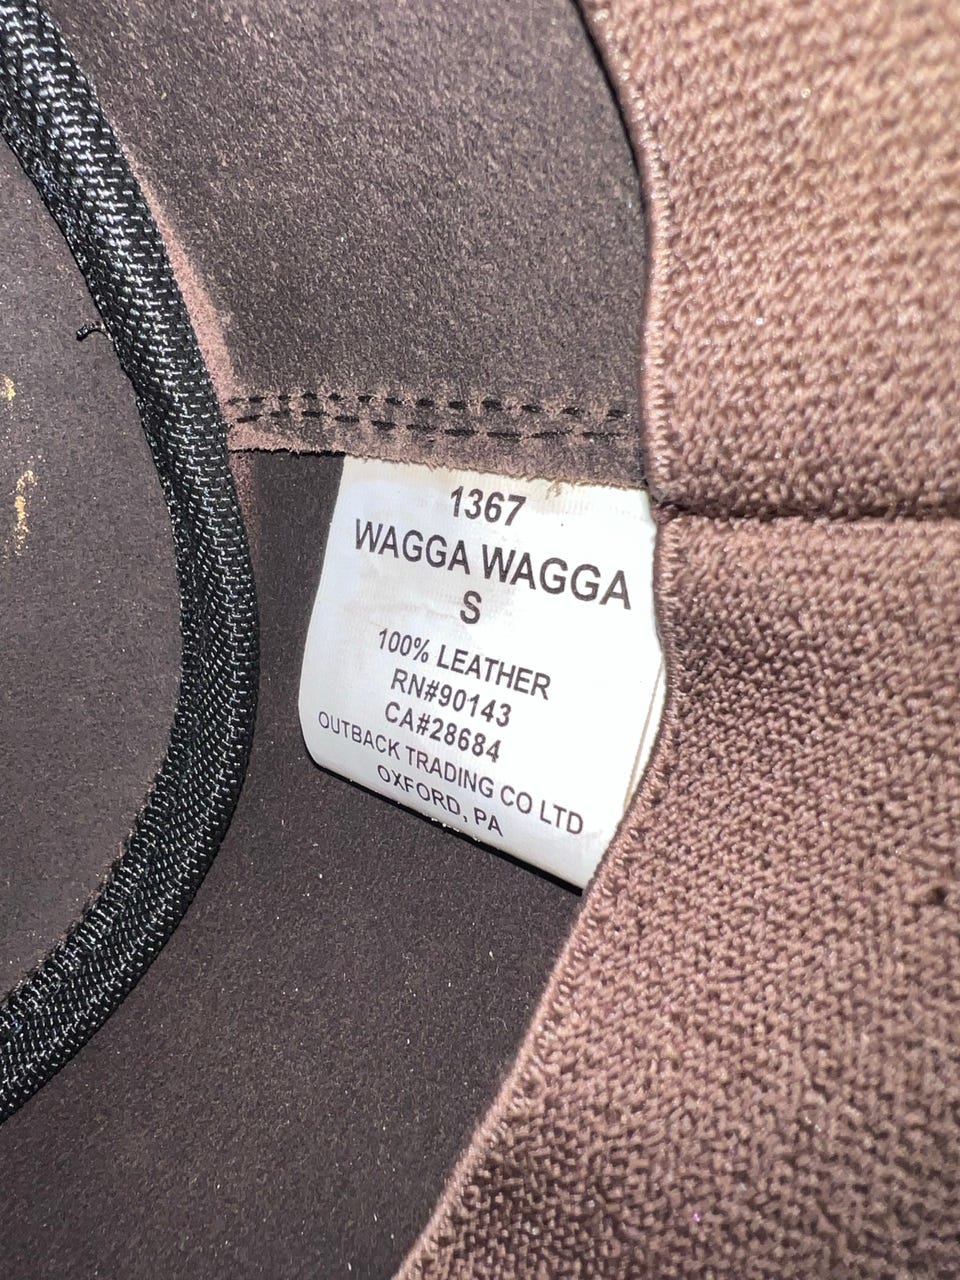 1367
WAGGA WAGGA
S
100% LEATHER
RN#90143
CA#28684
OUTBACK TRADING CO LTD
OXFORD, PA